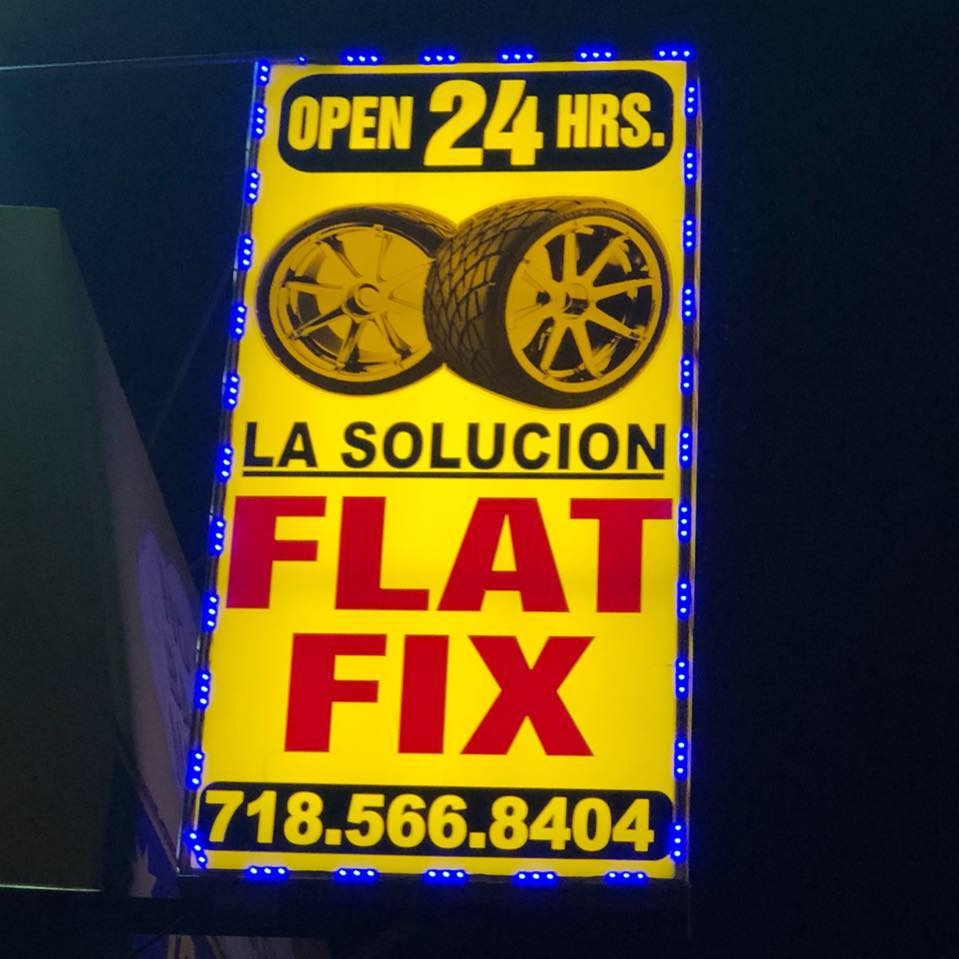 OPEN 24 HRS.
LA SOLUCION
FLAT
FIX
718.566.8404